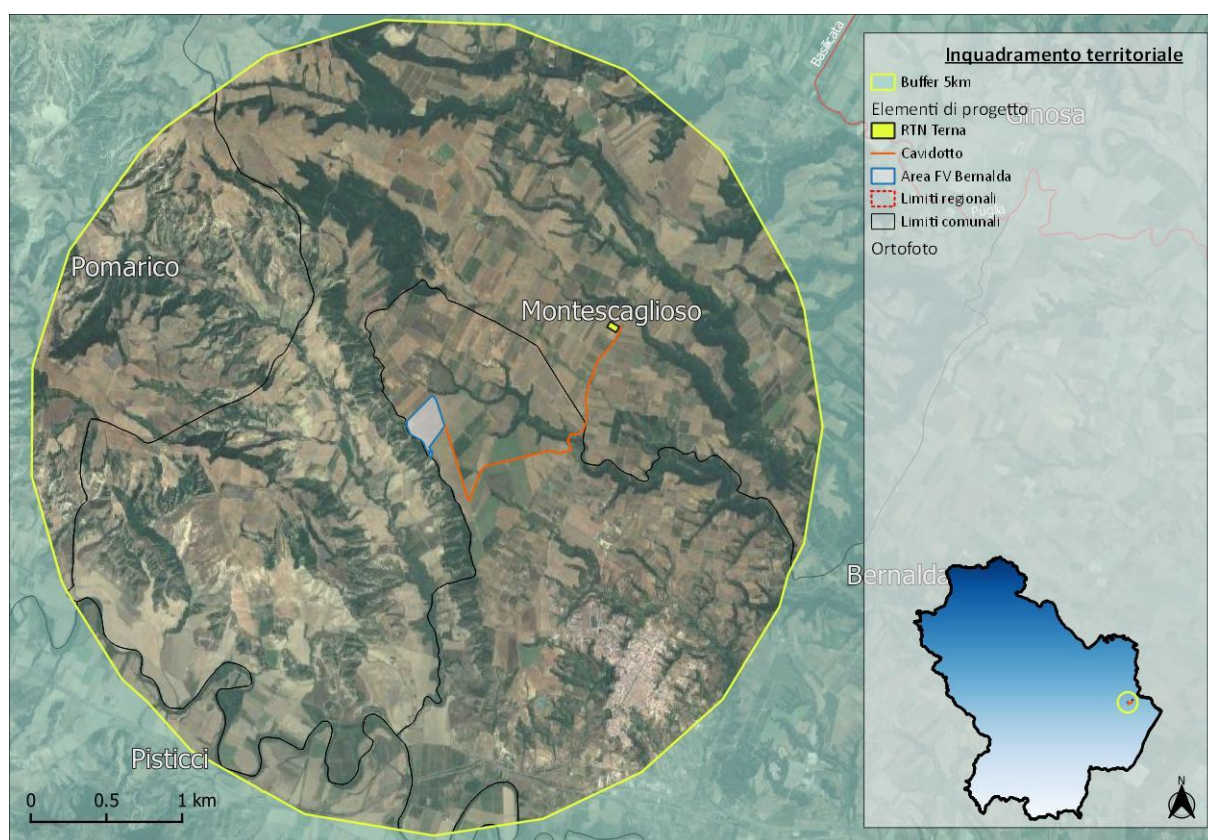 Basilicata
Inquadramento territoriale
Buffer 5km
Elementi di progetto
Ginosa
RTN Terna
Cavidotto
Area FV Bernalda
Limiti regionali
Puglia
Limiti comunali
Ortofoto
Pomarico
Montescaglioso
Bernalda
Pisticci
0 0.5 1 km
N